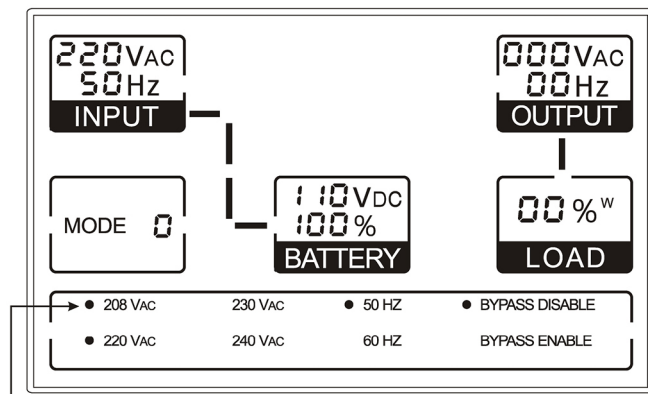 220VAC
50Hz
INPUT
000VAC
00Hz
OUTPUT
MODE 0
110VDC
100%
BATTERY
00%W
LOAD
208 VAC 230 VAC 50 HZ BYPASS DISABLE
220 VAC 240 VAC 60 HZ BYPASS ENABLE